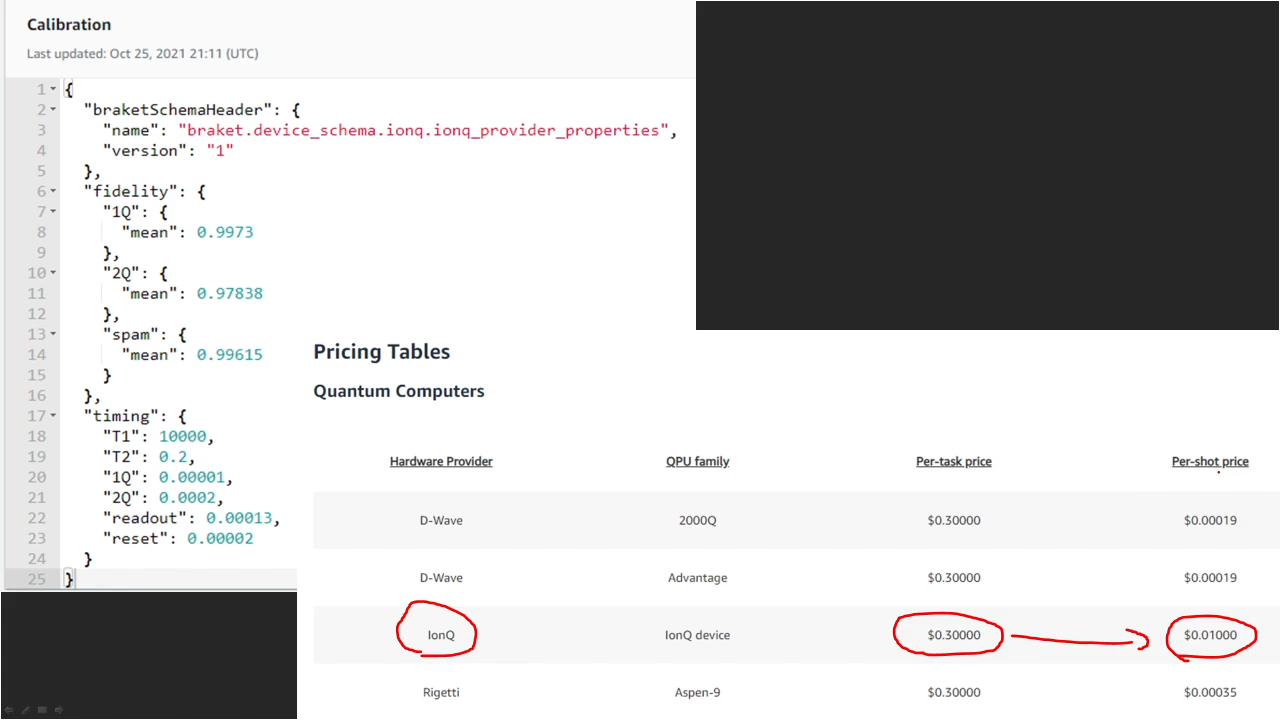 Calibration
Last updated: Oct 25, 2021 21:11 (UTC)
1 {
2 "braketSchemaHeader": {
3 "name": "braket.device_schema.ionq.ionq_provider_properties",
4 "version": "1"
5 },
6 "fidelity": {
7 "1Q": {
8 "mean": 0.9973
9 },
10 "2Q": {
11 "mean": 0.97838
12 },
13 "spam": {
14 "mean": 0.99615
15 }
16 },
17 "timing": {
18 "T1": 10000,
19 "T2": 0.2,
20 "1Q": 0.00001,
21 "2Q": 0.0002,
22 "readout": 0.00013,
23 "reset": 0.00002
24 }
25 }
Pricing Tables
Quantum Computers
Hardware Provider QPU family Per-task price Per-shot price
D-Wave 2000Q $0.30000 $0.00019
D-Wave Advantage $0.30000 $0.00019
IonQ IonQ device $0.30000 $0.01000
Rigetti Aspen-9 $0.30000 $0.00035